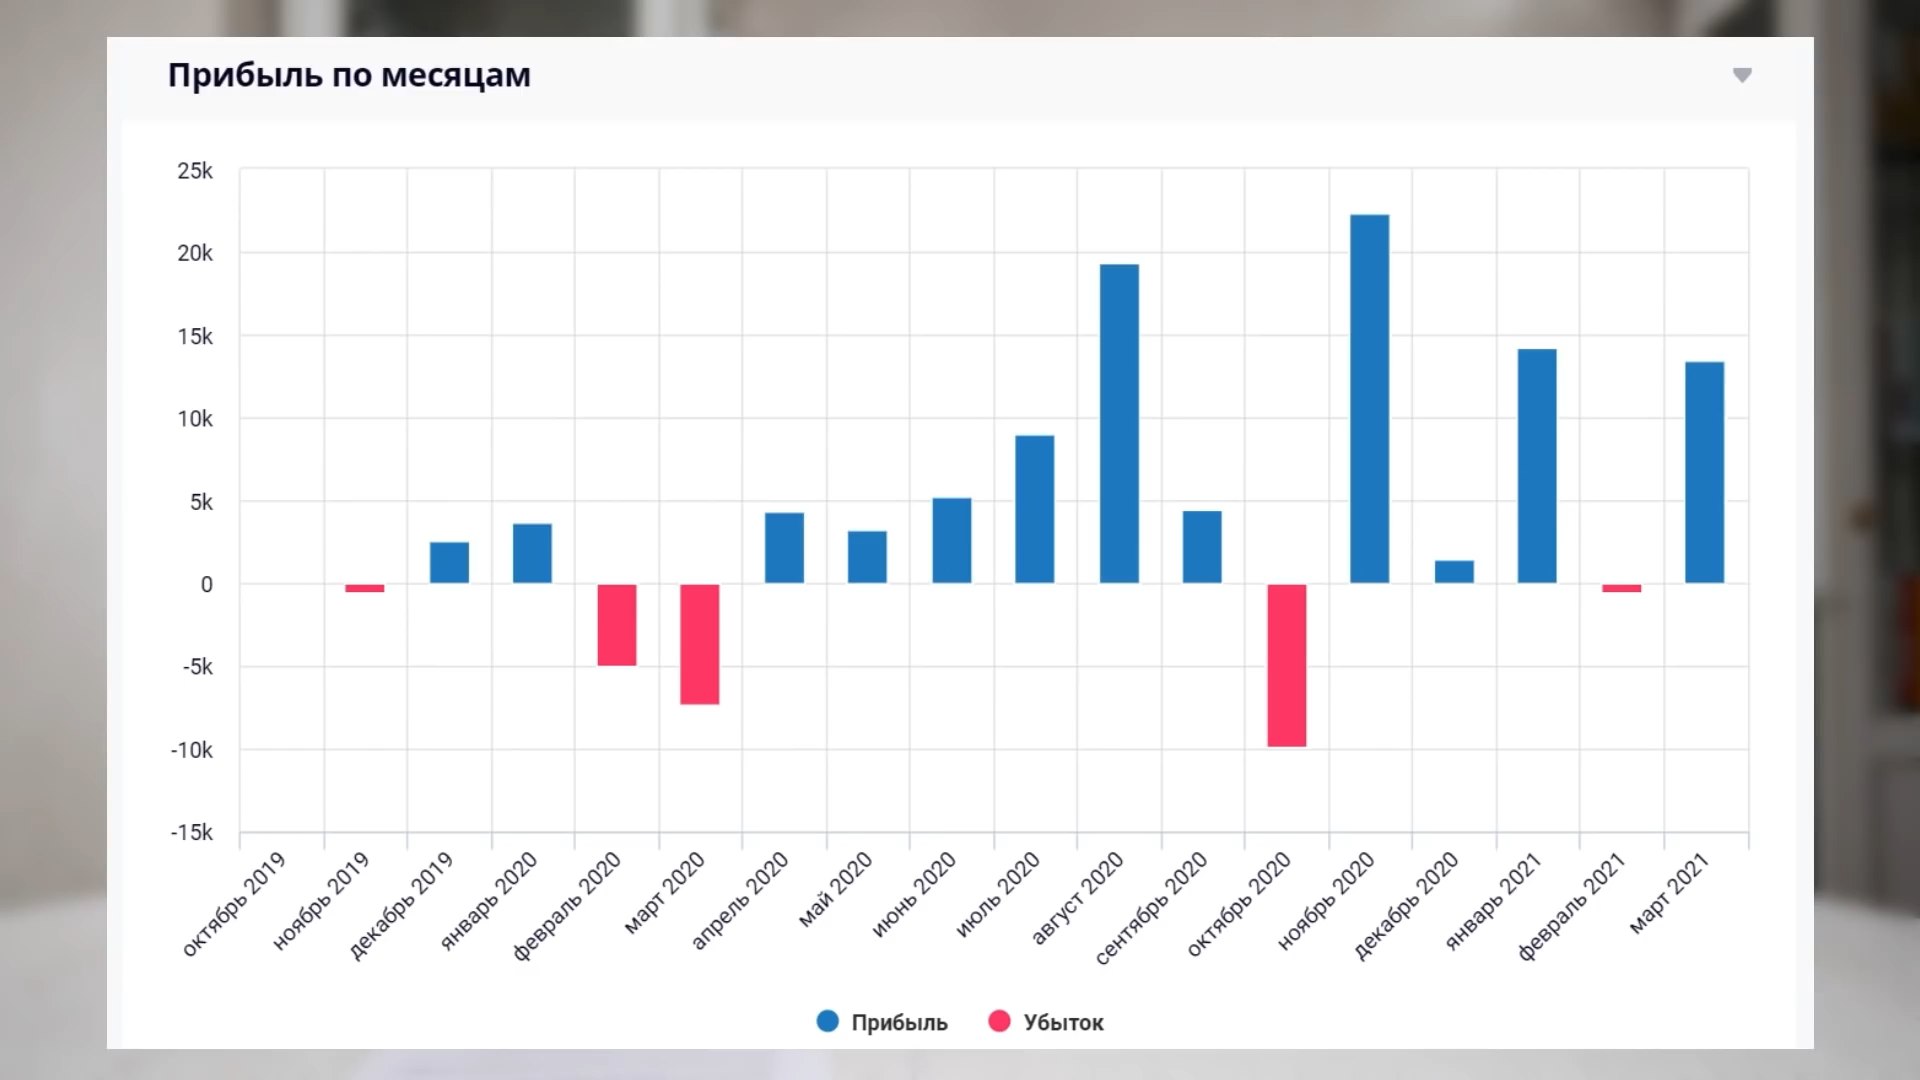 Прибыль по месяцам
25k
20k
15k
10k
5k
0
-5k
-10k
-15k
октябрь 2019
ноябрь 2019
декабрь 2019
январь 2020
февраль 2020
март 2020
апрель 2020
май 2020
июнь 2020
июль 2020
август 2020
сентябрь 2020
октябрь 2020
ноябрь 2020
декабрь 2020
январь 2021
февраль 2021
март 2021
Прибыль
Убыток